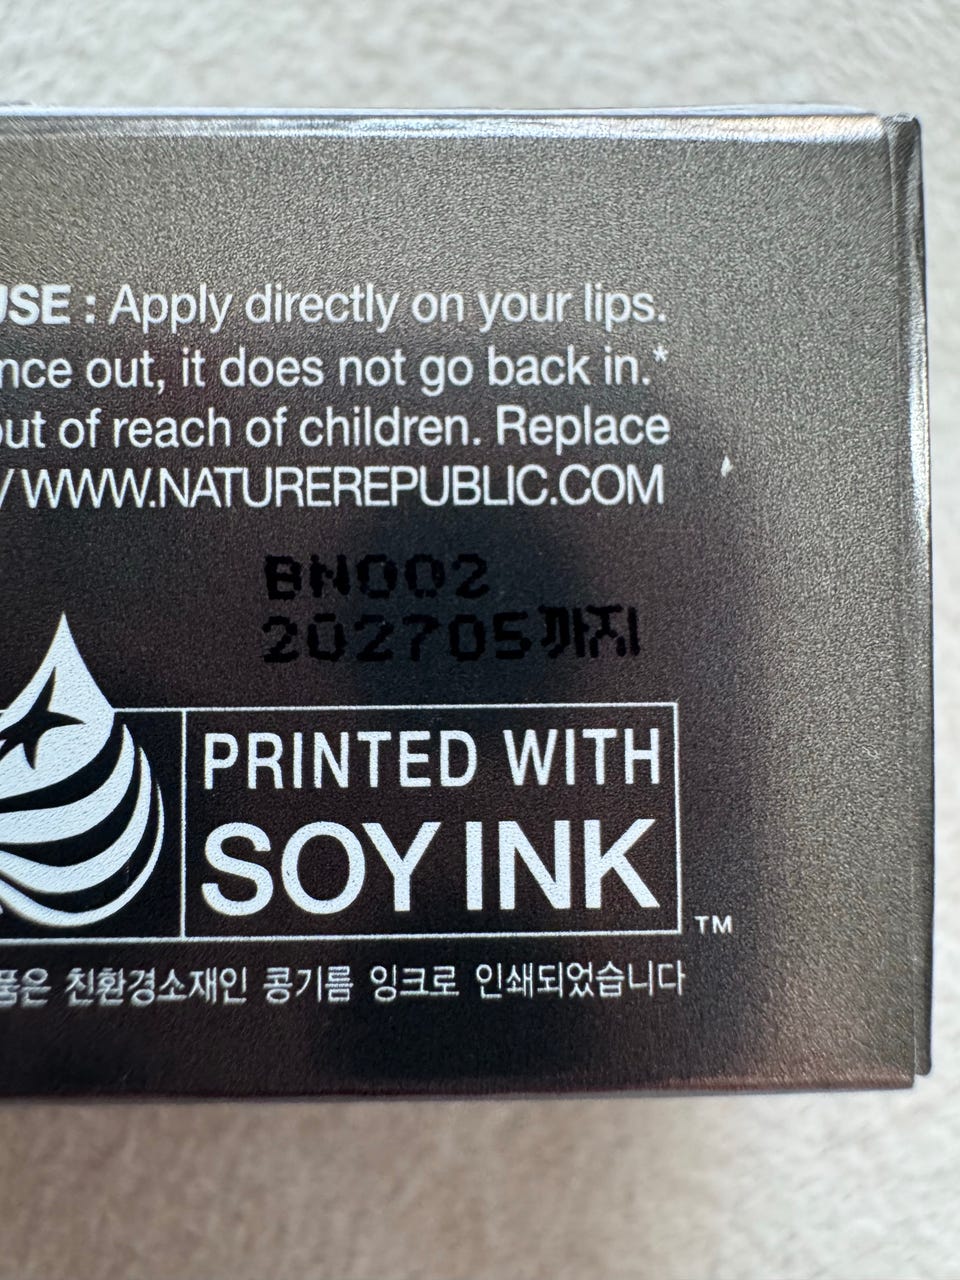 USE : Apply directly on your lips.
nce out, it does not go back in.*
out of reach of children. Replace
/ WWW.NATUREREPUBLIC.COM
BN002
202705까지
PRINTED WITH
SOY INK
TM
품은 친환경소재인 콩기름 잉크로 인쇄되었습니다